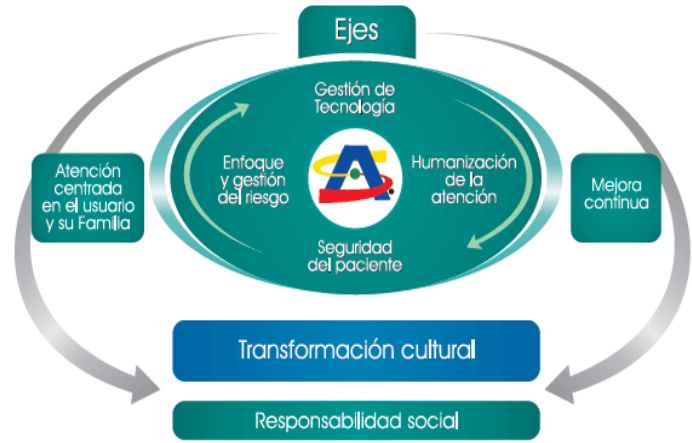 Ejes
Gestión de
Tecnología
Atención
centrada
en el usuario
y su Familia
Enfoque
y gestión
del riesgo
Humanización
de la
atención
Mejora
continua
Seguridad
del paciente
Transformación cultural
Responsabilidad social